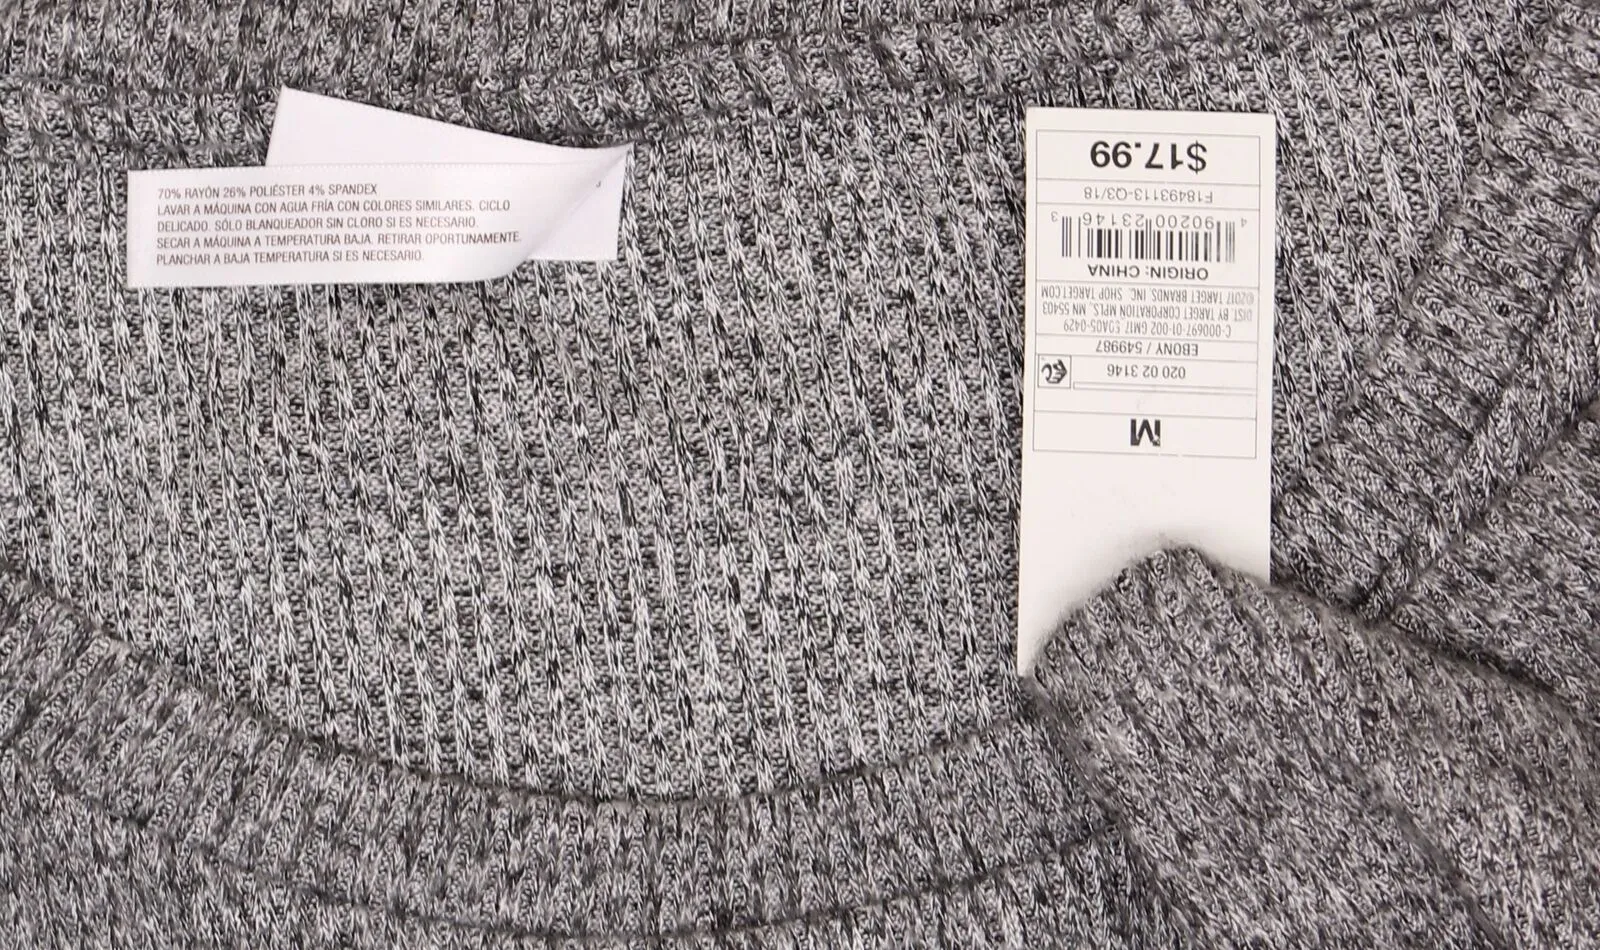 70% RAYÓN 26% POLIÉSTER 4% SPANDEX
LAVAR A MÁQUINA CON AGUA FRÍA CON COLORES SIMILARES. CICLO
DELICADO. SÓLO BLANQUEADOR SIN CLORO SI ES NECESARIO.
SECAR A MÁQUINA A TEMPERATURA BAJA. RETIRAR OPORTUNAMENTE.
PLANCHAR A BAJA TEMPERATURA SI ES NECESARIO.
M
020 02 3146
EBONY / 549987
C-000697-01-002 GM17
DIST. BY TARGET CORPORATION MPLS, MN 55403
©2017 TARGET BRANDS, INC. SHOP TARGET.COM
ORIGIN: CHINA
4 90200 23146 3
F18493113-Q3/18
$17.99